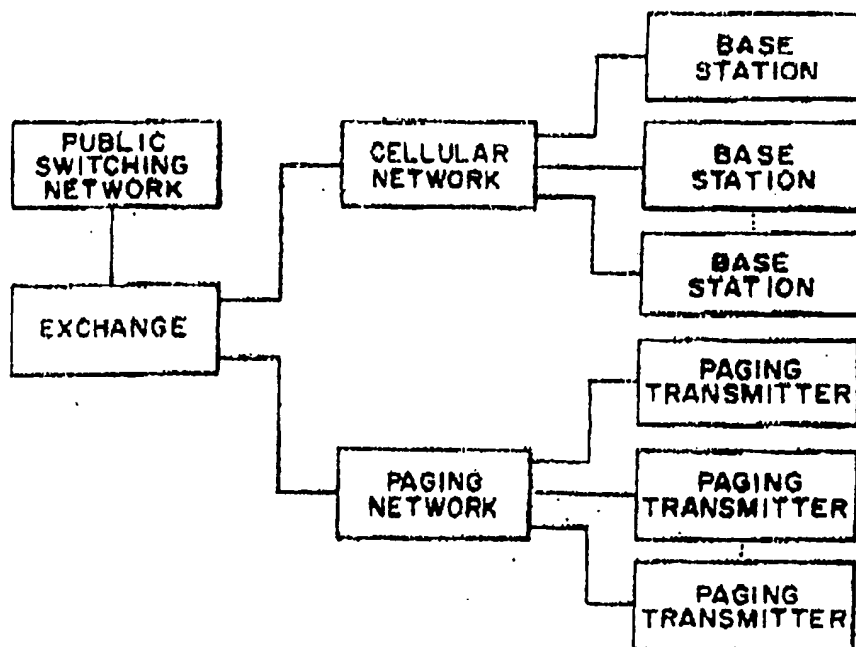 PUBLIC
SWITCHING
NETWORK
EXCHANGE
CELLULAR
NETWORK
PAGING
NETWORK
BASE
STATION
BASE
STATION
BASE
STATION
PAGING
TRANSMITTER
PAGING
TRANSMITTER
PAGING
TRANSMITTER